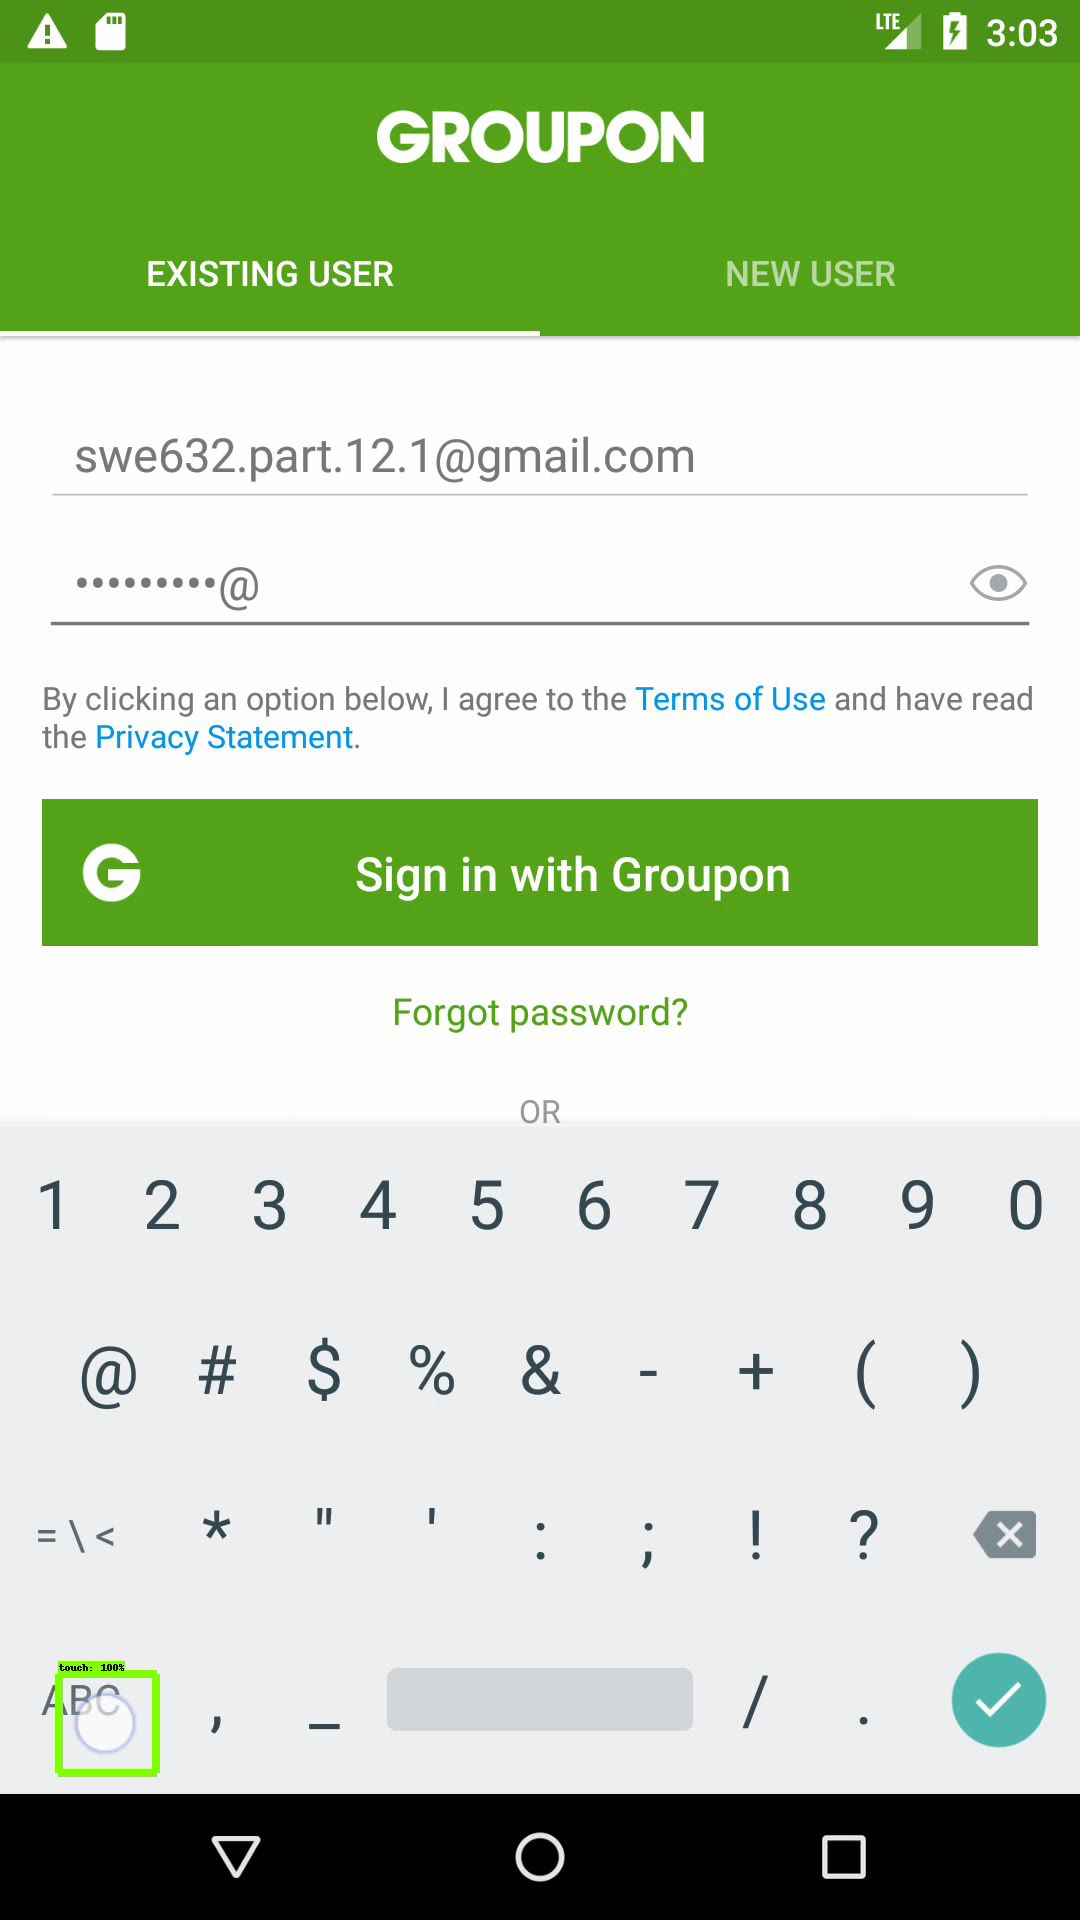 LTE 3:03
GROUPON
EXISTING USER NEW USER
swe632.part.12.1@gmail.com
•••••••••@
By clicking an option below, I agree to the Terms of Use and have read
the Privacy Statement.
G Sign in with Groupon
Forgot password?
OR
1 2 3 4 5 6 7 8 9 0
@ # $ % & - + ( )
= \ < * " ' : ; ! ?
touch: 100%
ABC , _ / .